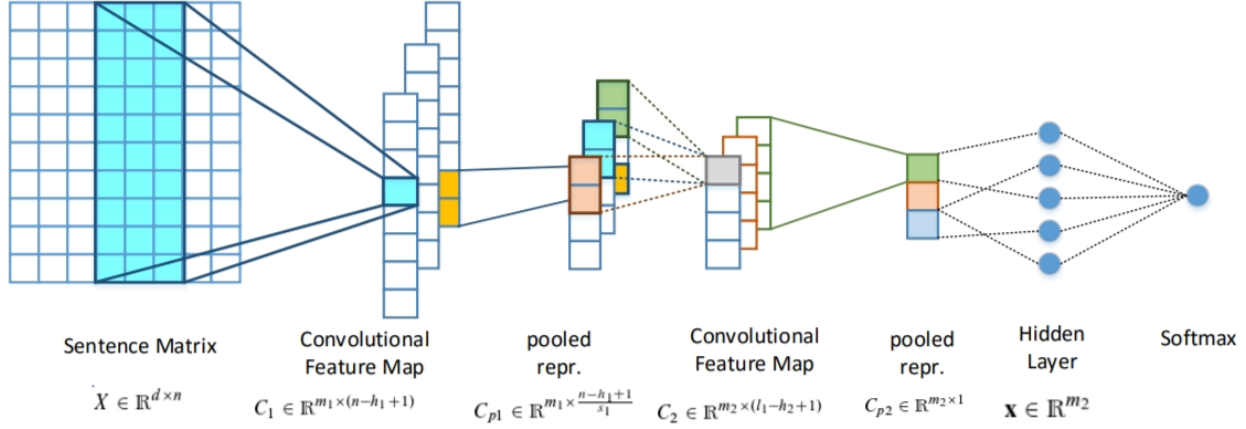 Sentence Matrix
Convolutional
Feature Map
pooled
repr.
Convolutional
Feature Map
pooled
repr.
Hidden
Layer
Softmax
X ∈ ℝ^{d×n}
C_1 ∈ ℝ^{m_1×(n−h_1+1)}
C_{p1} ∈ ℝ^{m_1×\frac{n−h_1+1}{s_1}}
C_2 ∈ ℝ^{m_2×(l_1−h_2+1)}
C_{p2} ∈ ℝ^{m_2×1}
𝐱 ∈ ℝ^{m_2}